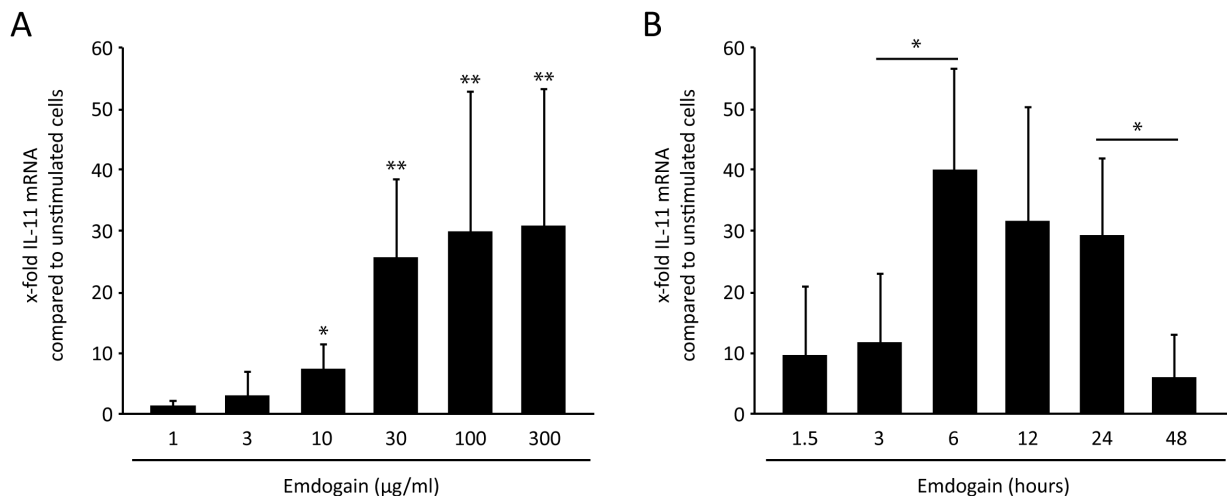 A
x-fold IL-11 mRNA
compared to unstimulated cells
60
50
40
30
20
10
0
*
**
**
**
1 3 10 30 100 300
Emdogain (µg/ml)
B
x-fold IL-11 mRNA
compared to unstimulated cells
60
50
40
30
20
10
0
*
*
1.5 3 6 12 24 48
Emdogain (hours)